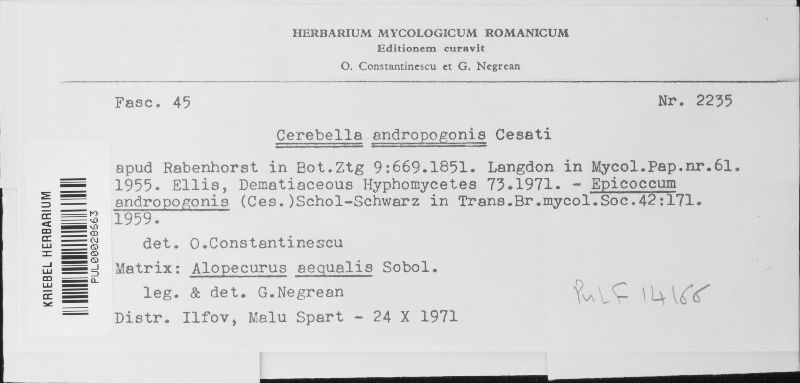 HERBARIUM MYCOLOGICUM ROMANICUM
Editionem curavit
O. Constantinescu et G. Negrean
Fasc. 45 Nr. 2235
Cerebella andropogonis Cesati
apud Rabenhorst in Bot.Ztg 9:669.1851. Langdon in Mycol.Pap.nr.61.
1955. Ellis, Dematiaceous Hyphomycetes 73.1971. - Epicoccum
andropogonis (Ces.)Schol-Schwarz in Trans.Br.mycol.Soc.42:171.
1959.
det. O.Constantinescu
Matrix: Alopecurus aequalis Sobol.
leg. & det. G.Negrean
Distr. Ilfov, Malu Spart - 24 X 1971
PuLF 14166
KRIEBEL HERBARIUM
PUL00028663